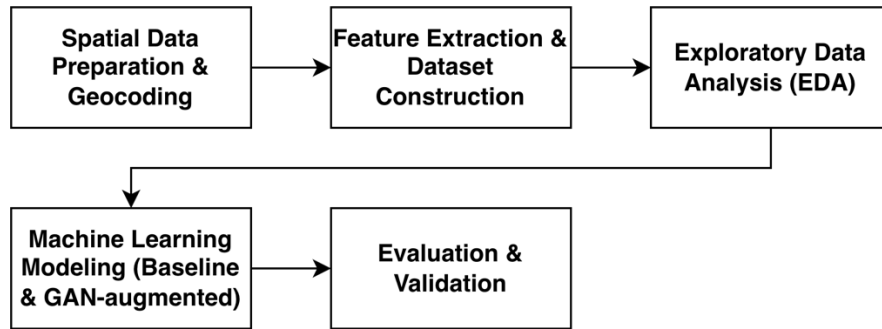 Spatial Data
Preparation &
Geocoding
Feature Extraction &
Dataset
Construction
Exploratory Data
Analysis (EDA)
Machine Learning
Modeling (Baseline
& GAN-augmented)
Evaluation &
Validation